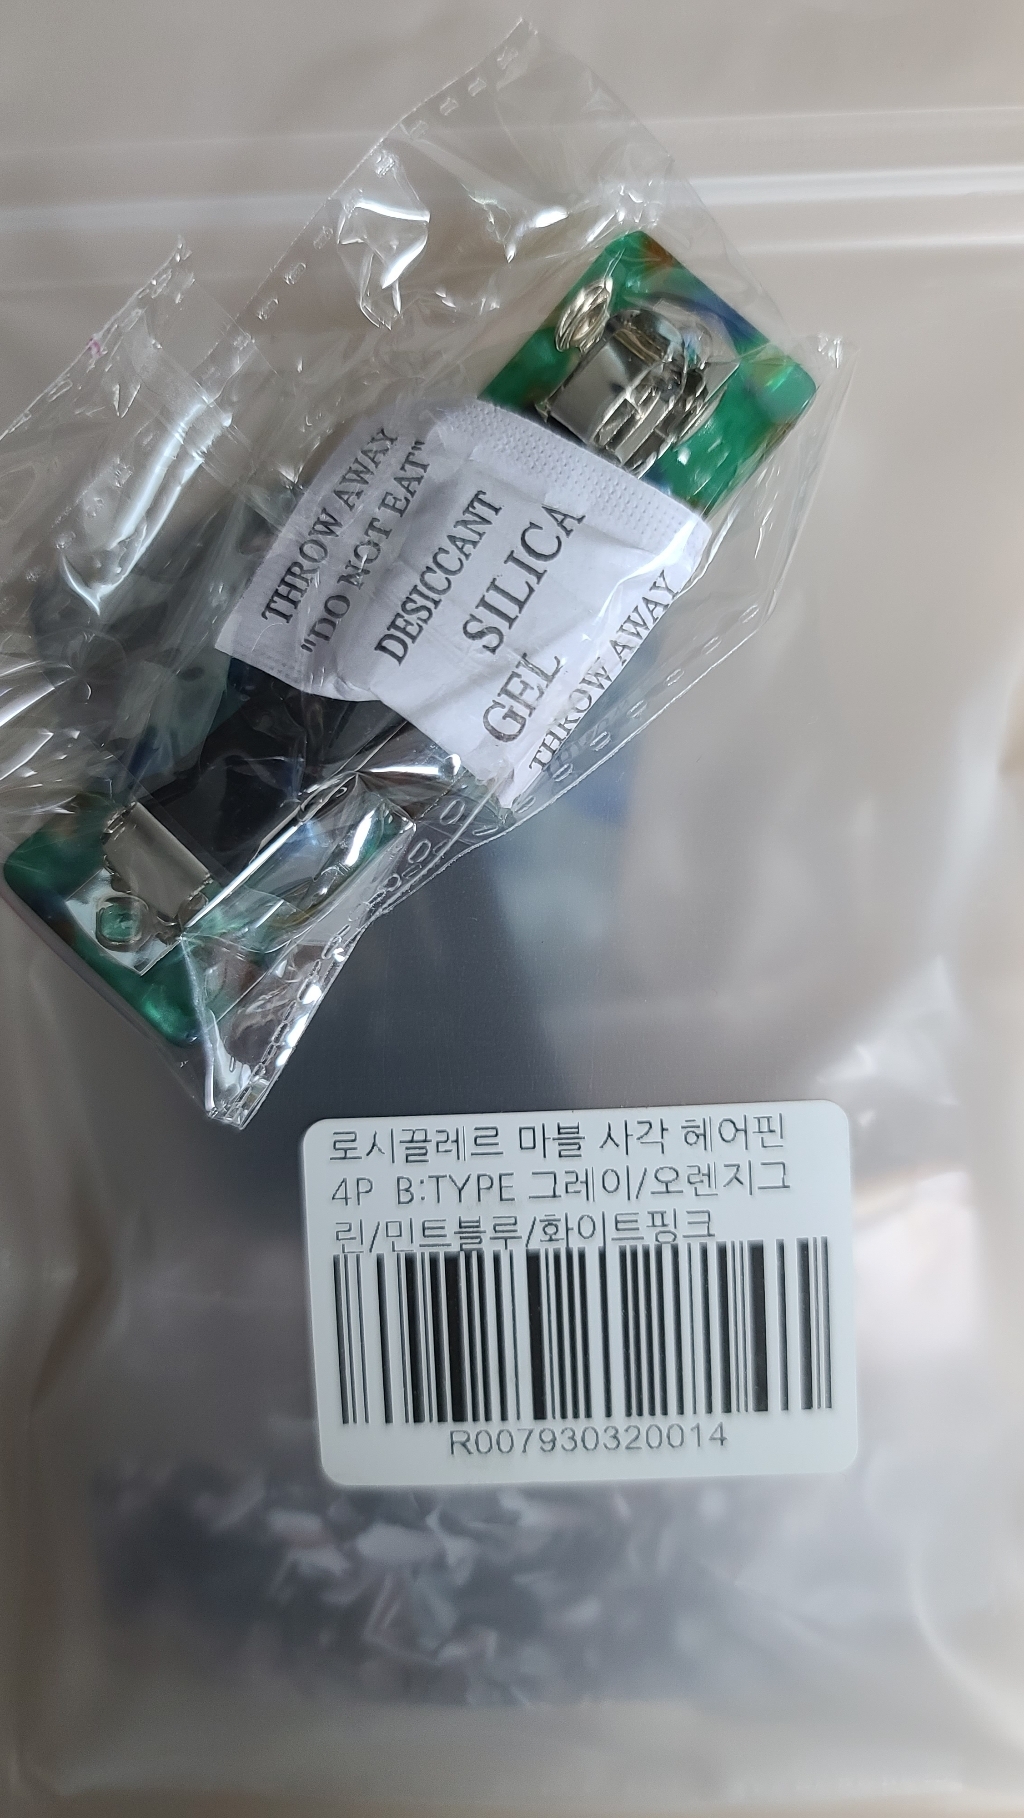 THROW AWAY
"DO NOT EAT"
DESICCANT
SILICA
GEL
THROW AWAY
로시끌레르 마블 사각 헤어핀
4P B:TYPE 그레이/오렌지그
린/민트블루/화이트핑크
R007930320014